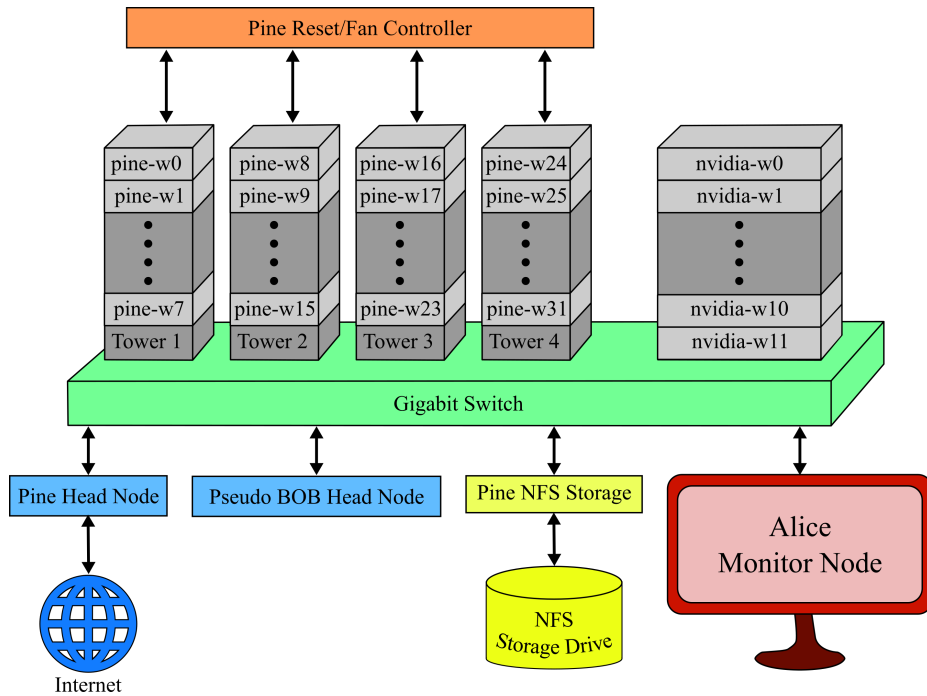 Pine Reset/Fan Controller
pine-w0
pine-w1
pine-w7
Tower 1
pine-w8
pine-w9
pine-w15
Tower 2
pine-w16
pine-w17
pine-w23
Tower 3
pine-w24
pine-w25
pine-w31
Tower 4
nvidia-w0
nvidia-w1
nvidia-w10
nvidia-w11
Gigabit Switch
Pine Head Node
Pseudo BOB Head Node
Pine NFS Storage
Alice
Monitor Node
NFS
Storage Drive
Internet